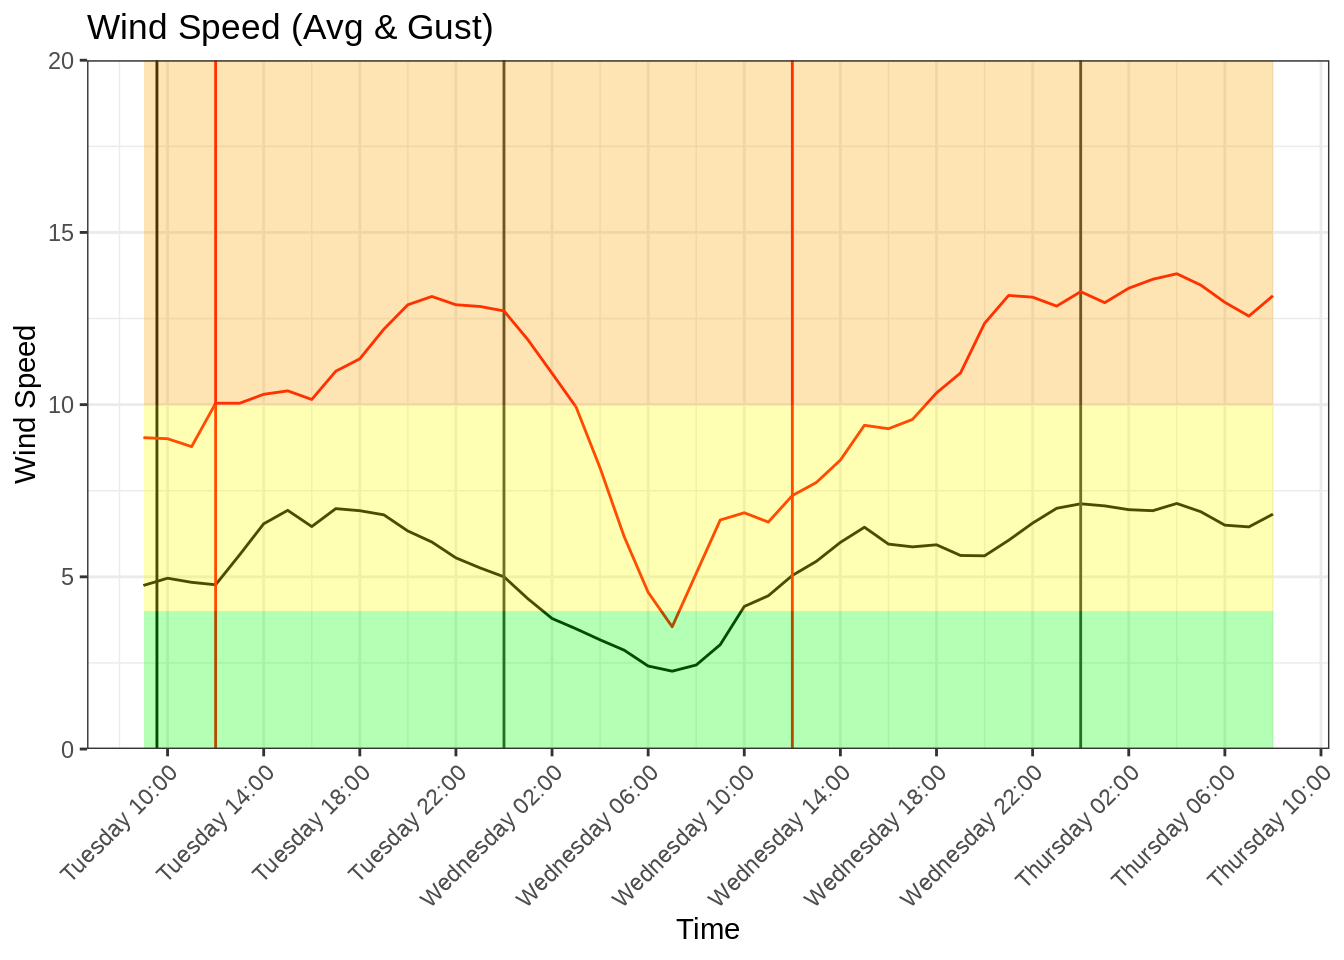 Wind Speed (Avg & Gust)
20
15
10
5
0
Wind Speed
Tuesday 10:00
Tuesday 14:00
Tuesday 18:00
Tuesday 22:00
Wednesday 02:00
Wednesday 06:00
Wednesday 10:00
Wednesday 14:00
Wednesday 18:00
Wednesday 22:00
Thursday 02:00
Thursday 06:00
Thursday 10:00
Time